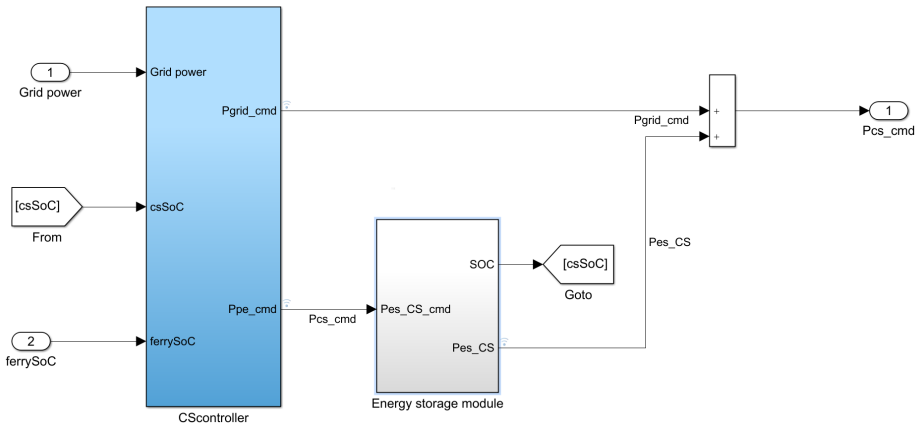 1
Grid power
Grid power
Pgrid_cmd
Pgrid_cmd
+
+
1
Pcs_cmd
[csSoC]
From
csSoC
Pes_CS
SOC
[csSoC]
Goto
Ppe_cmd
Pcs_cmd
Pes_CS_cmd
2
ferrySoC
ferrySoC
Pes_CS
CScontroller
Energy storage module